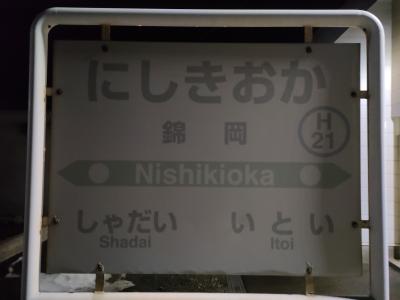 にしきおか
錦岡
H
21
Nishikioka
しゃだい
Shadai
いとい
Itoi